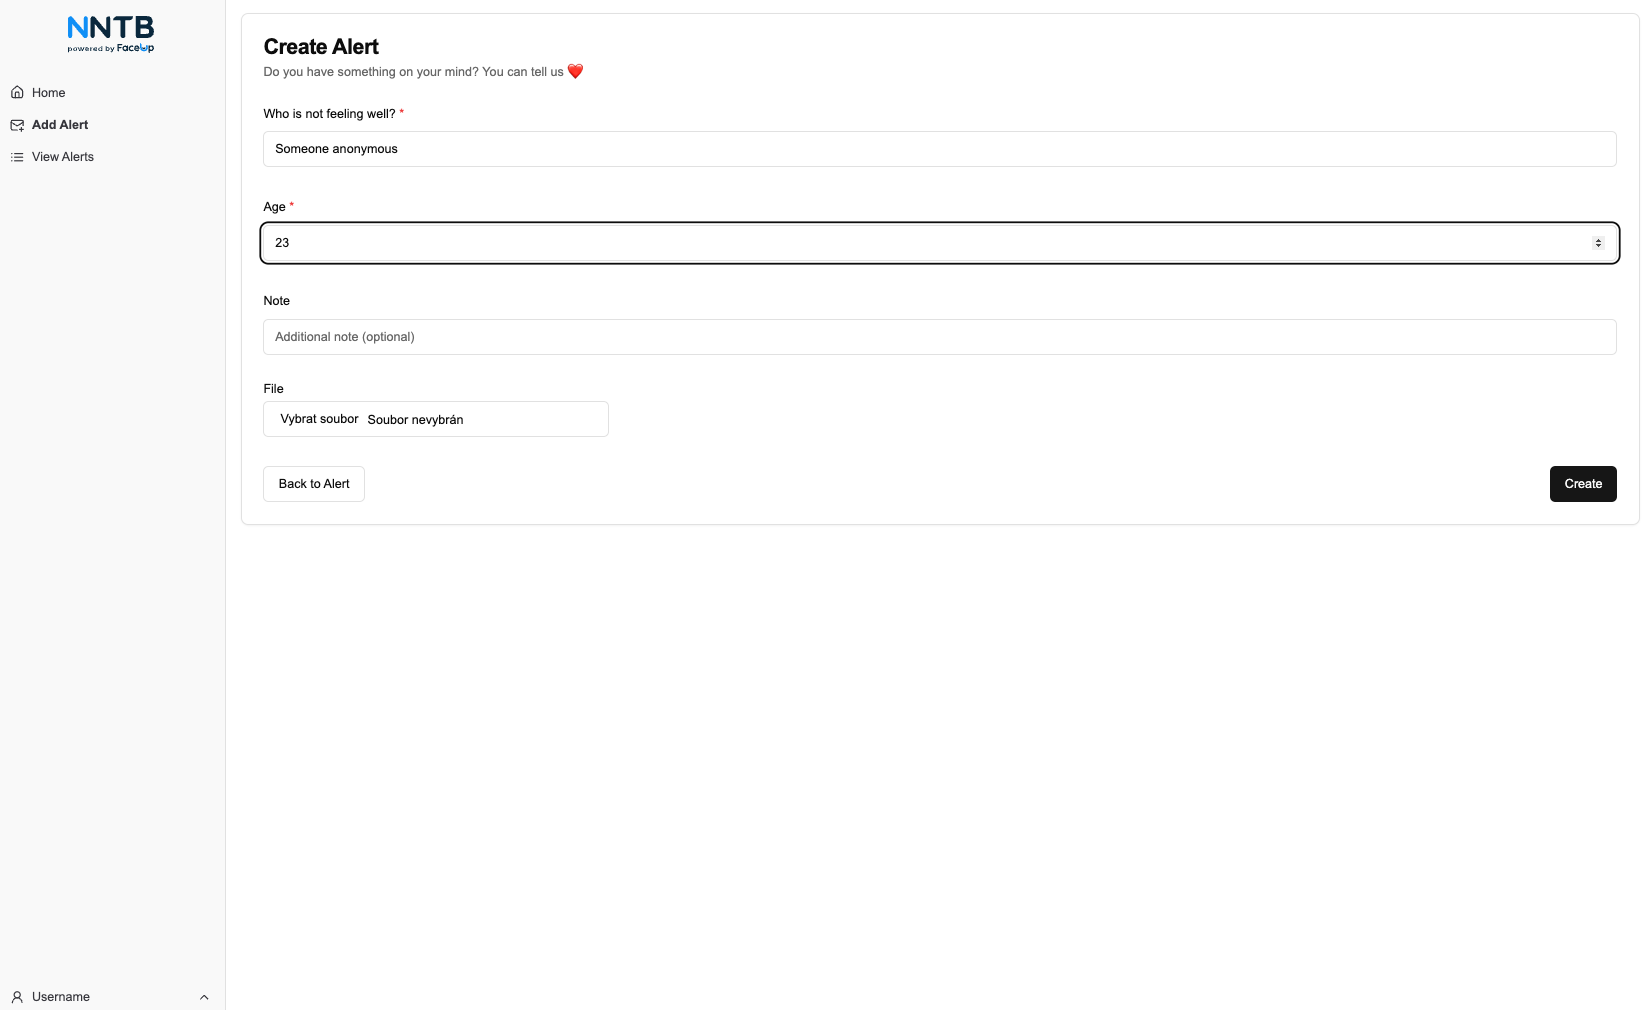 NNTB
powered by FaceUp
Home
Add Alert
View Alerts
Create Alert
Do you have something on your mind? You can tell us ❤️
Who is not feeling well? *
Someone anonymous
Age *
23
Note
Additional note (optional)
File
Vybrat soubor Soubor nevybrán
Back to Alert
Create
Username